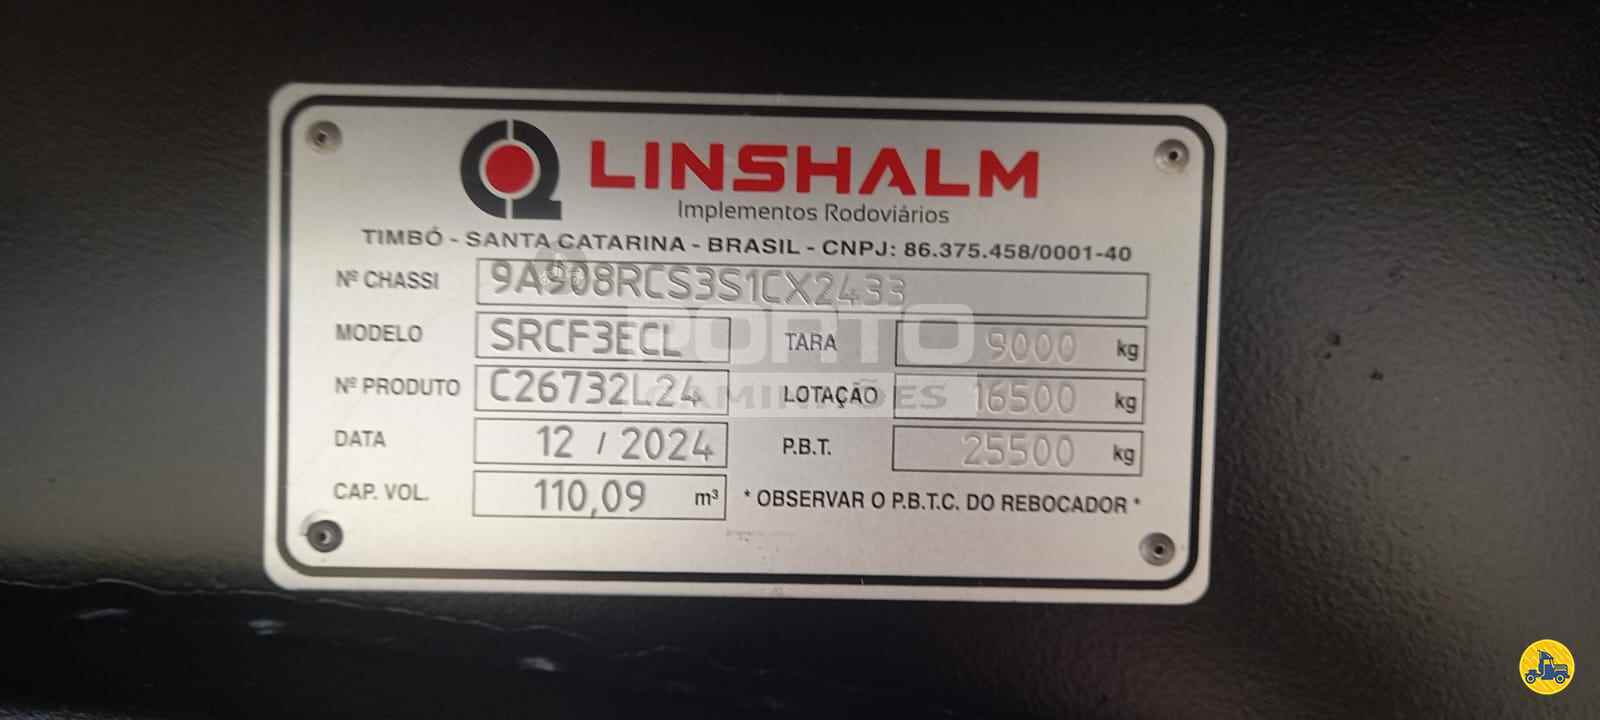 LINSHALM
Implementos Rodoviários
TIMBÓ - SANTA CATARINA - BRASIL - CNPJ: 86.375.458/0001-40
Nº CHASSI 9A908RCS3S1CX2433
MODELO SRCF3ECL TARA 9000 kg
Nº PRODUTO C26732L24 LOTAÇÃO 16500 kg
DATA 12 / 2024 P.B.T. 25500 kg
CAP. VOL. 110,09 m³ * OBSERVAR O P.B.T.C. DO REBOCADOR *
PORTO
CAMINHÕES